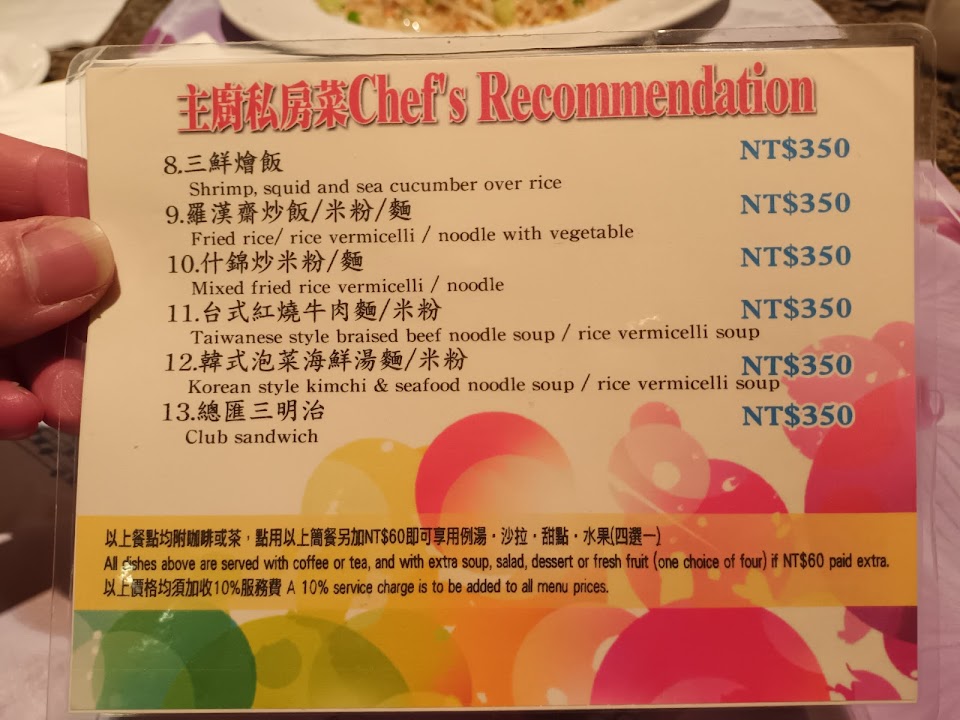 主廚私房菜Chef's Recommendation
8.三鮮燴飯 NT$350
Shrimp, squid and sea cucumber over rice
9.羅漢齋炒飯/米粉/麵 NT$350
Fried rice/ rice vermicelli / noodle with vegetable
10.什錦炒米粉/麵 NT$350
Mixed fried rice vermicelli / noodle
11.台式紅燒牛肉麵/米粉 NT$350
Taiwanese style braised beef noodle soup / rice vermicelli soup
12.韓式泡菜海鮮湯麵/米粉 NT$350
Korean style kimchi & seafood noodle soup / rice vermicelli soup
13.總匯三明治 NT$350
Club sandwich
以上餐點均附咖啡或茶，點用以上簡餐另加NT$60即可享用例湯·沙拉·甜點·水果(四選一)
All dishes above are served with coffee or tea, and with extra soup, salad, dessert or fresh fruit (one choice of four) if NT$60 paid extra.
以上價格均須加收10%服務費 A 10% service charge is to be added to all menu prices.